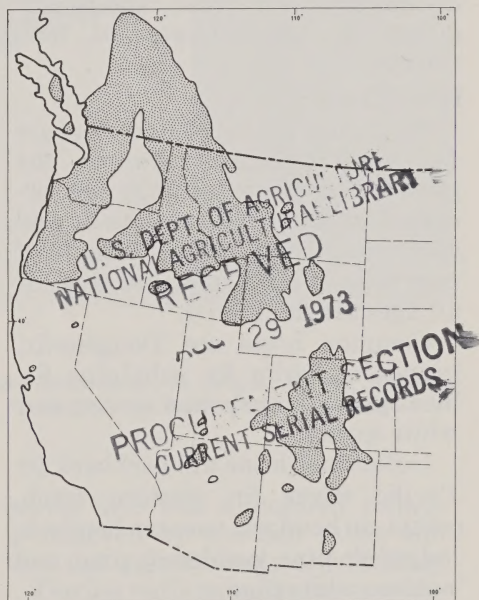 120° 110° 100°
U.S. DEPT. OF AGRICULTURE
NATIONAL AGRICULTURAL LIBRARY
RECEIVED
AUG 29 1973
40°
PROCUREMENT SECTION
CURRENT SERIAL RECORDS
120° 110° 100°